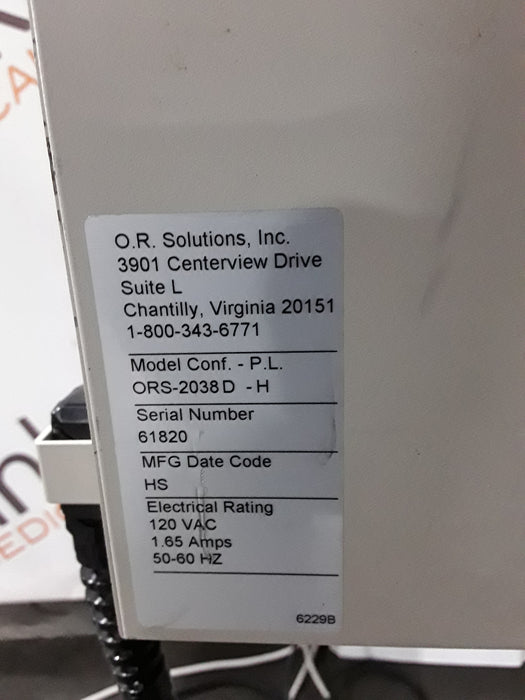 O.R. Solutions, Inc.
3901 Centerview Drive
Suite L
Chantilly, Virginia 20151
1-800-343-6771
Model Conf. - P.L.
ORS-2038 D - H
Serial Number
61820
MFG Date Code
HS
Electrical Rating
120 VAC
1.65 Amps
50-60 HZ
6229B